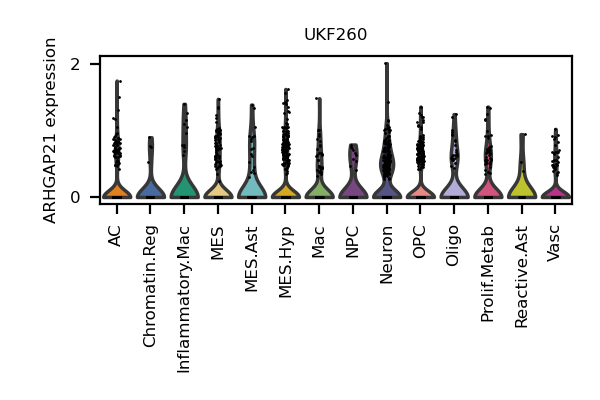 UKF260
ARHGAP21 expression
2
0
AC
Chromatin.Reg
Inflammatory.Mac
MES
MES.Ast
MES.Hyp
Mac
NPC
Neuron
OPC
Oligo
Prolif.Metab
Reactive.Ast
Vasc